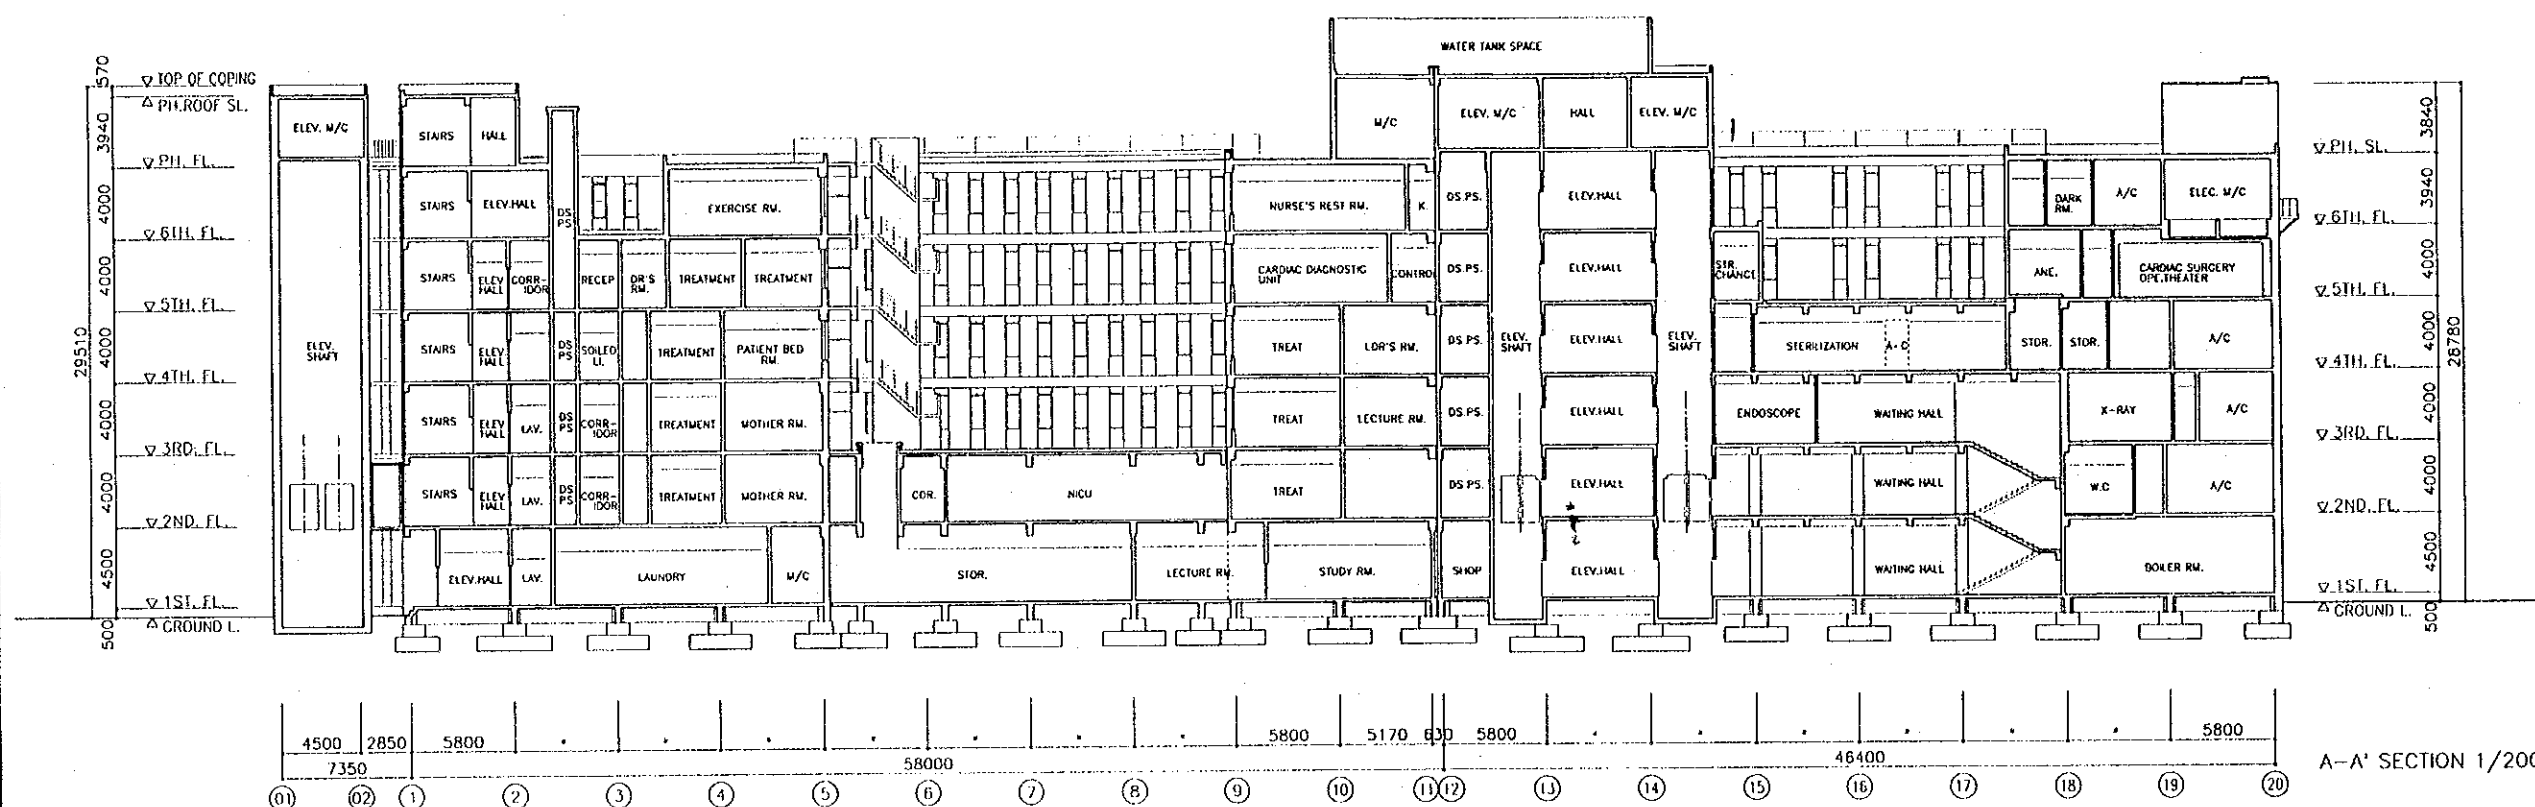 WATER TANK SPACE
570
▽ TOP OF COPING
△ PH.ROOF SL.
ELEV. M/C
STAIRS
HALL
M/C
ELEV. M/C
HALL
ELEV. M/C
3940
3840
▽ PH. FL.
▽ PH. SL.
4000
STAIRS
ELEV.HALL
DS PS
EXERCISE RM.
NURSE'S REST RM.
K.
DS.PS.
ELEV.HALL
DARK RM.
A/C
ELEC. M/C
3940
▽ 6TH. FL.
▽ 6TH. FL.
4000
STAIRS
ELEV HALL
CORR-IDOR
RECEP
DR'S RM.
TREATMENT
TREATMENT
CARDIAC DIAGNOSTIC UNIT
CONTRO
DS.PS.
ELEV.HALL
STR. CHANGE
ANE.
CARDIAC SURGERY OPE.THEATER
4000
▽ 5TH. FL.
▽ 5TH. FL.
29510
4000
ELEV. SHAFT
STAIRS
ELEV HALL
DS PS
SOILED LI.
TREATMENT
PATIENT BED RM.
TREAT
LDR'S RM.
DS.PS.
ELEV. SHAFT
ELEV.HALL
ELEV. SHAFT
STERILIZATION
A·C
STOR.
STOR.
A/C
4000
28780
▽ 4TH. FL.
▽ 4TH. FL.
4000
STAIRS
ELEV HALL
LAV.
DS PS
CORR-IDOR
TREATMENT
MOTHER RM.
TREAT
LECTURE RM.
DS.PS.
ELEV.HALL
ENDOSCOPE
WAITING HALL
X-RAY
A/C
4000
▽ 3RD. FL.
▽ 3RD. FL.
4000
STAIRS
ELEV HALL
LAV.
DS PS
CORR-IDOR
TREATMENT
MOTHER RM.
COR.
NICU
TREAT
DS.PS.
ELEV.HALL
WAITING HALL
W.C
A/C
4000
▽ 2ND. FL.
▽ 2ND. FL.
4500
ELEV.HALL
LAV.
LAUNDRY
M/C
STOR.
LECTURE RM.
STUDY RM.
SHOP
ELEV.HALL
WAITING HALL
BOILER RM.
4500
▽ 1ST. FL.
▽ 1ST. FL.
△ GROUND L.
△ GROUND L.
500
500
4500 2850 5800 5800 5170 630 5800 5800
7350 58000 46400
A-A' SECTION 1/200
01 02 1 2 3 4 5 6 7 8 9 10 11 12 13 14 15 16 17 18 19 20